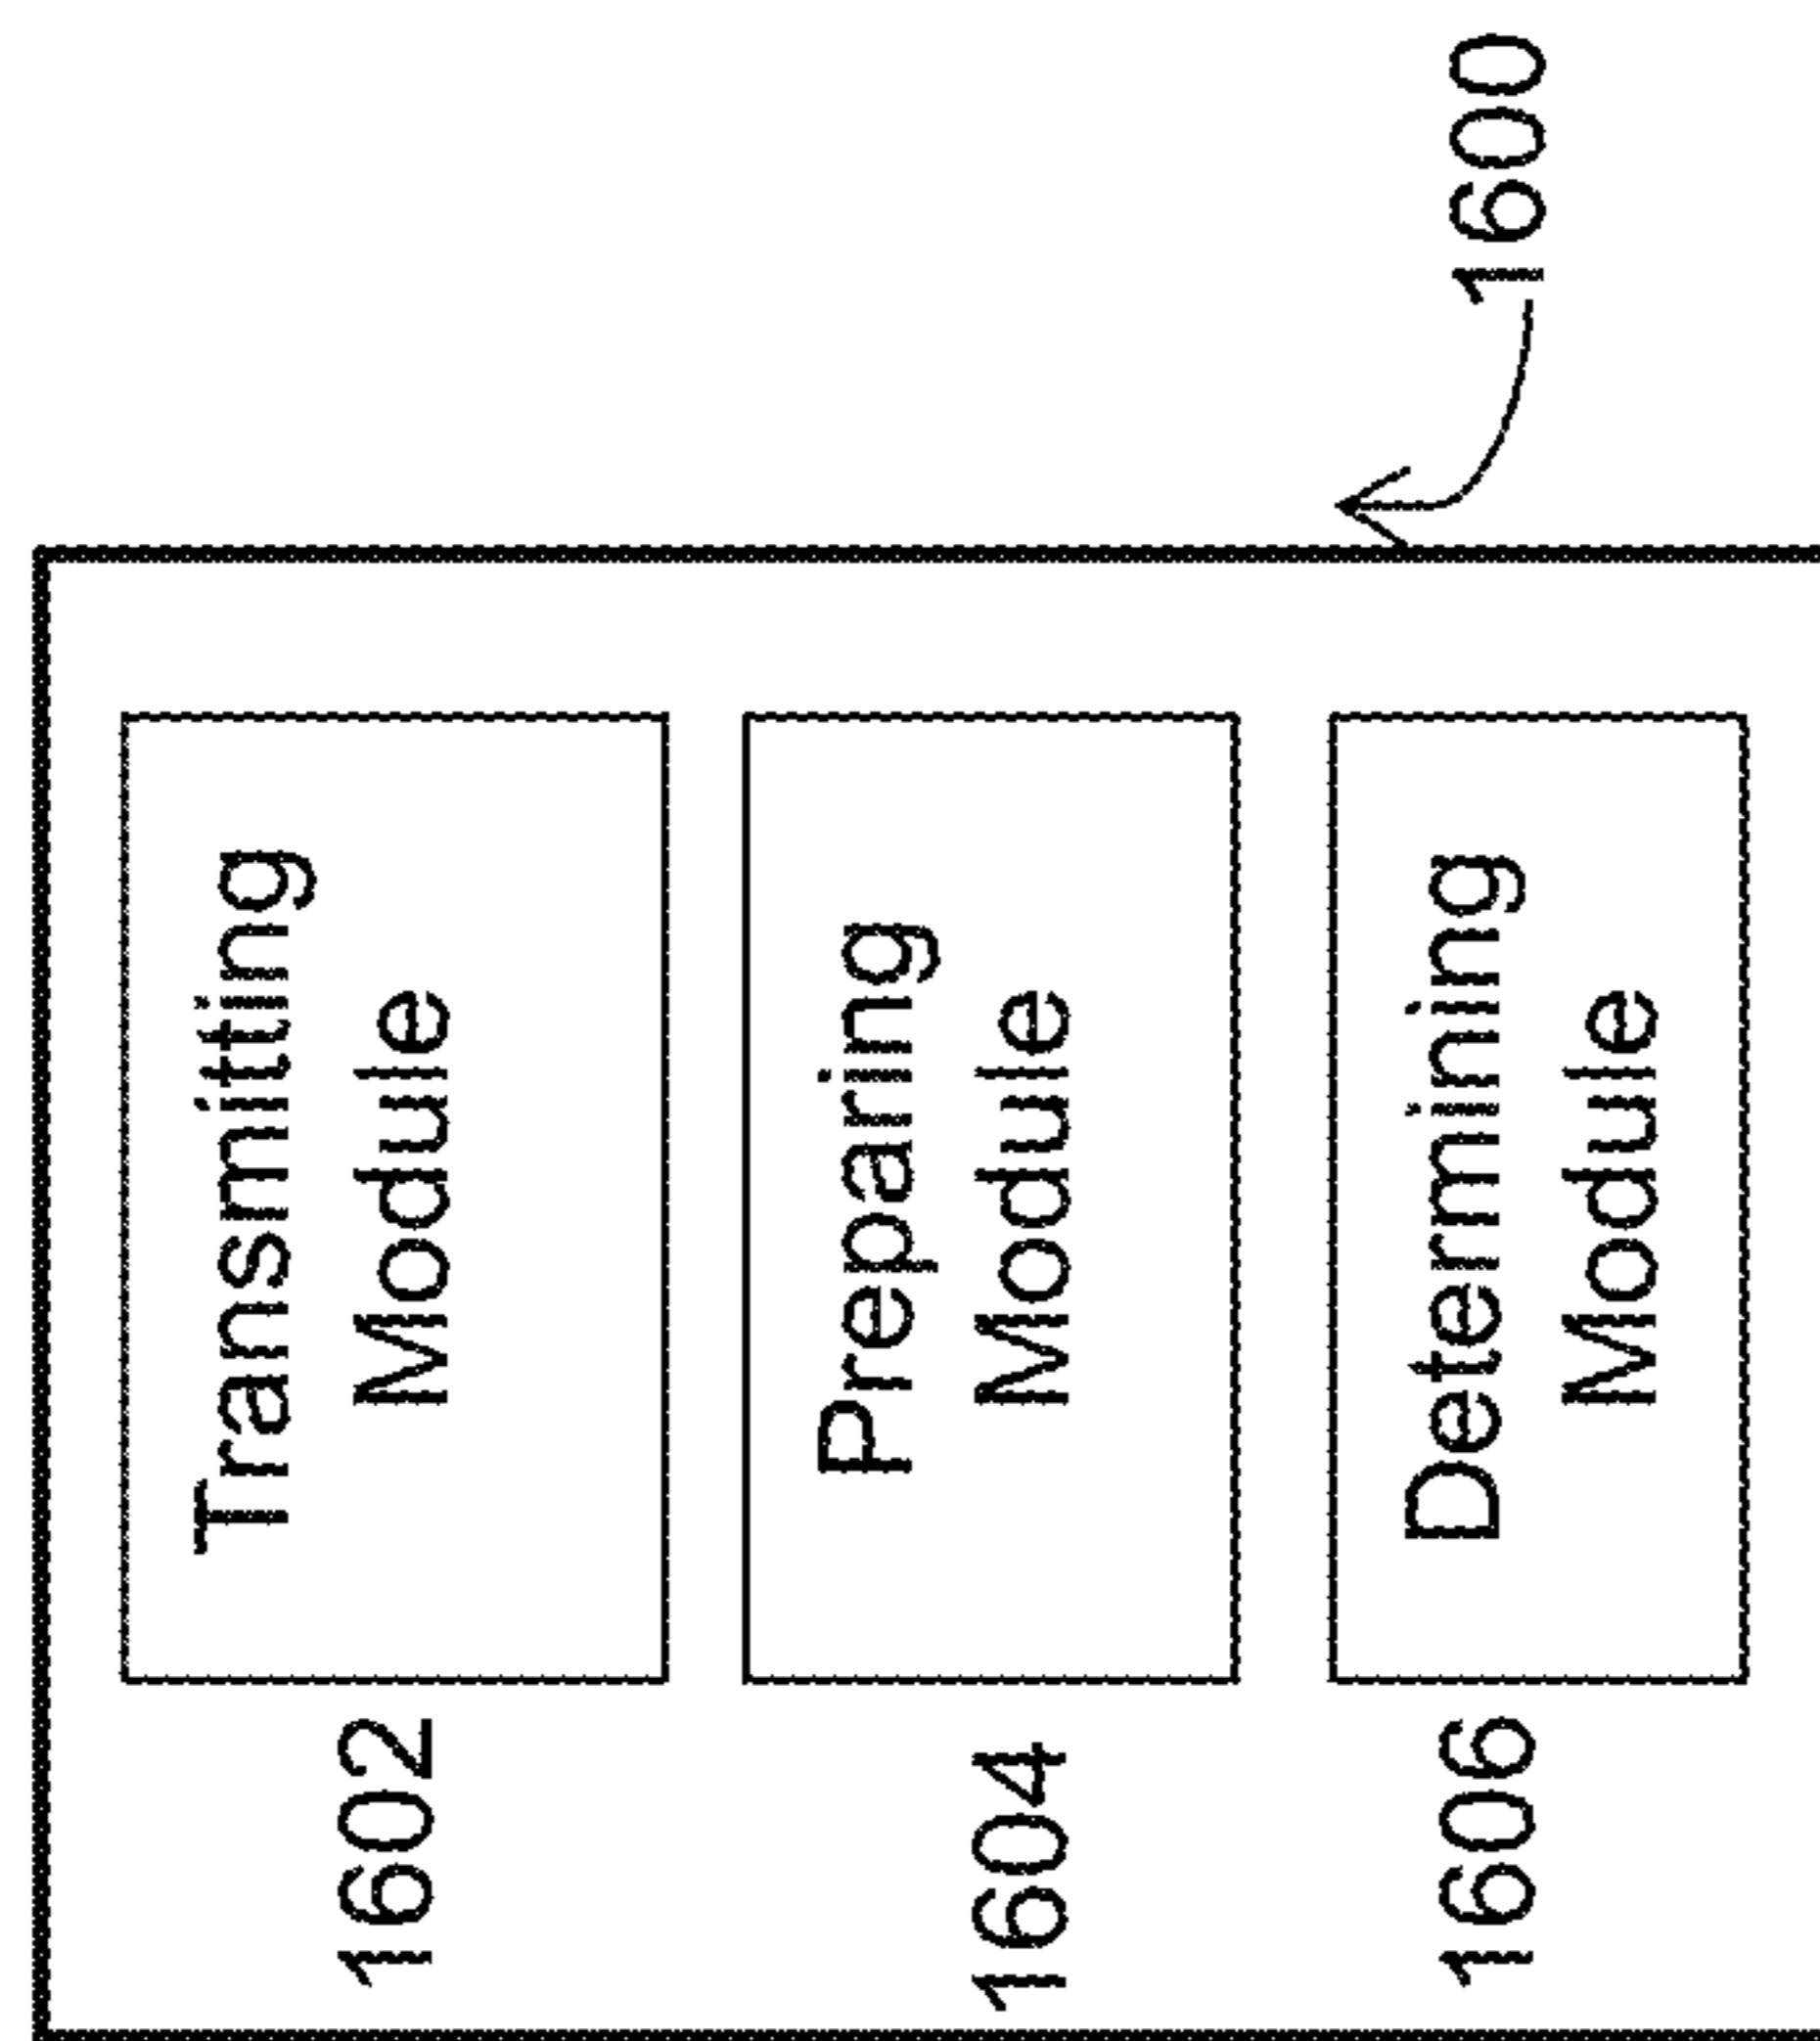 1600
1602
Transmitting
Module
1604
Preparing
Module
1606
Determining
Module